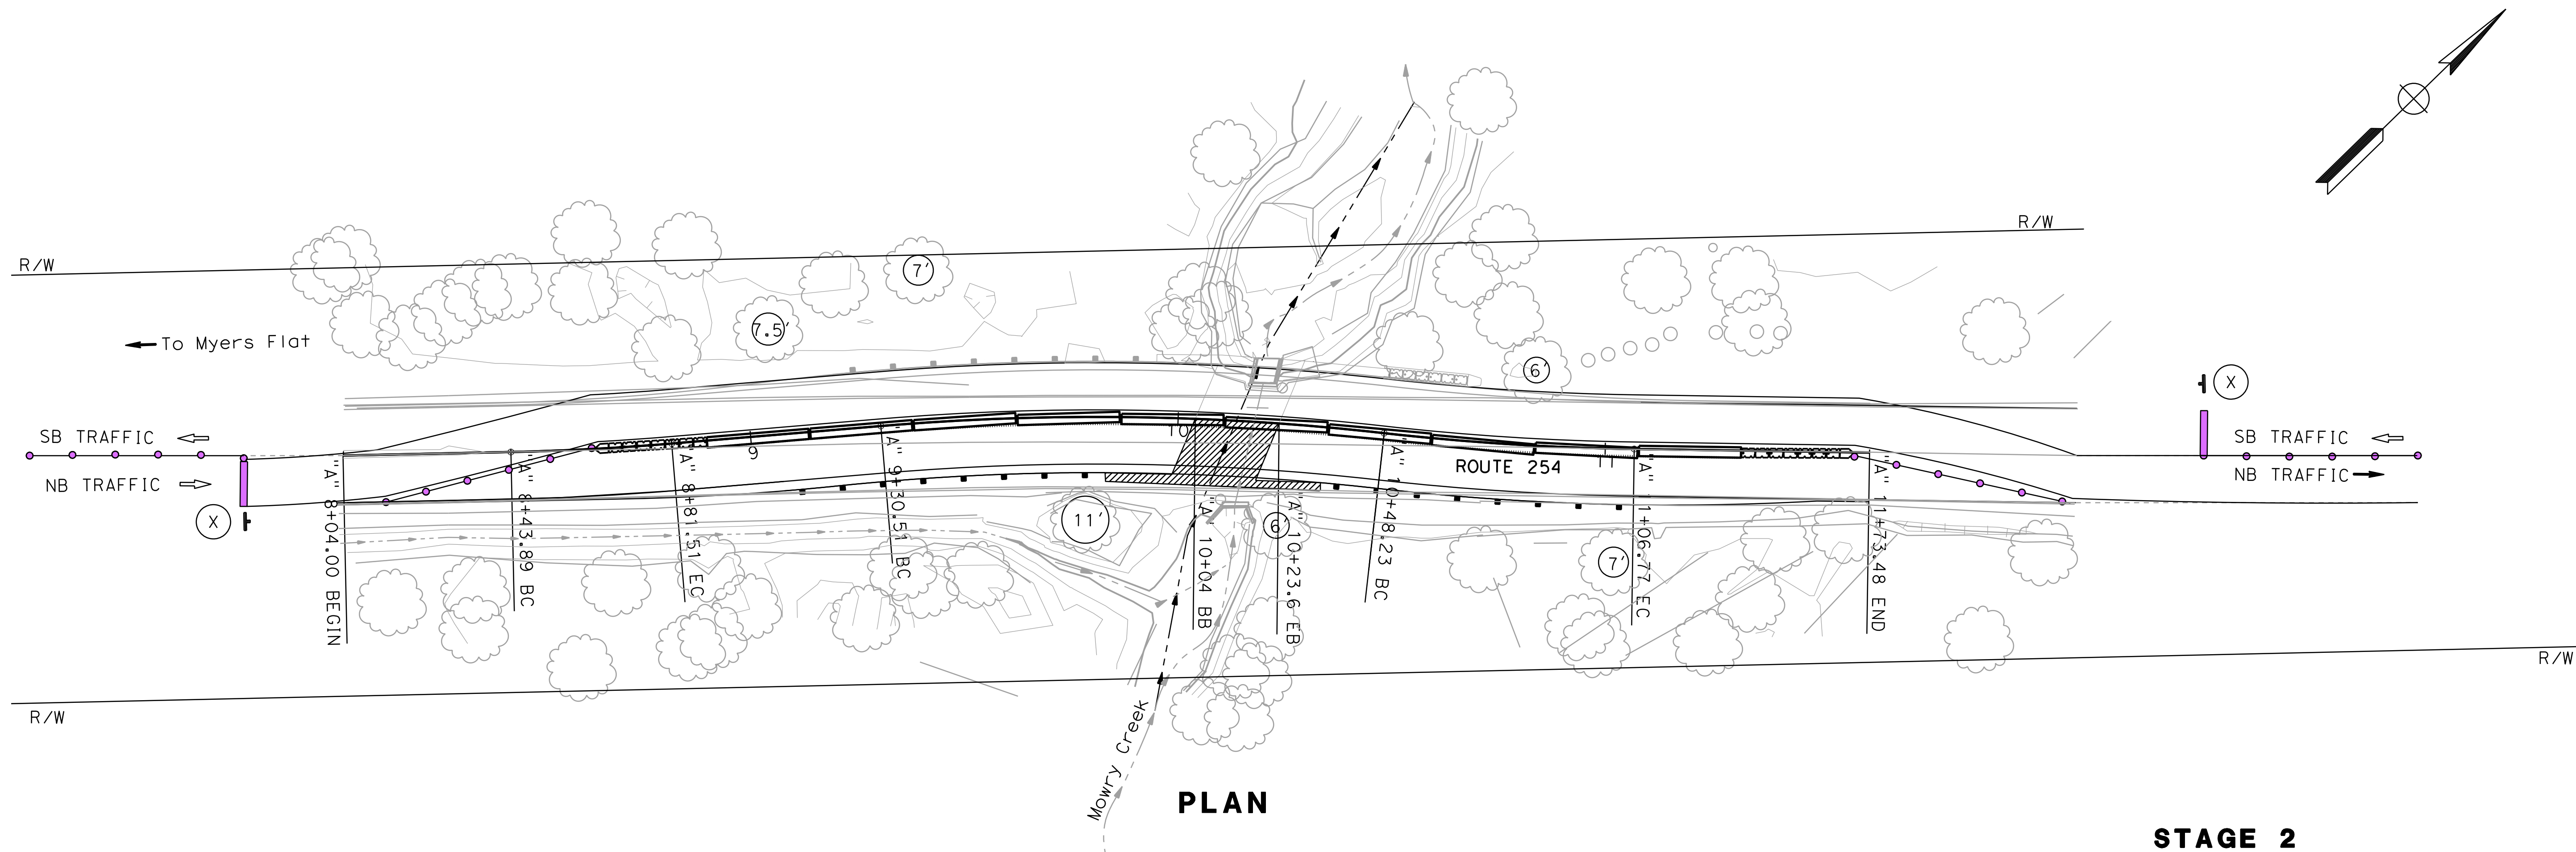 R/W
R/W
7'
7.5'
To Myers Flat
6'
X
SB TRAFFIC
SB TRAFFIC
NB TRAFFIC
NB TRAFFIC
9
10
11
ROUTE 254
X
11'
6'
7'
"A" 8+04.00 BEGIN
"A" 8+43.89 BC
"A" 8+81.51 EC
"A" 9+30.51 BC
"A" 10+04 BB
"A" 10+23.6 EB
"A" 10+48.23 BC
"A" 11+06.77 EC
"A" 11+73.48 END
R/W
R/W
Mowry Creek
PLAN
STAGE 2